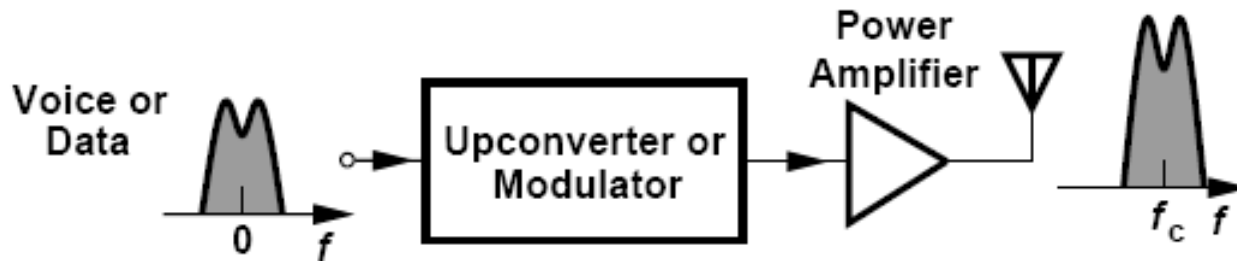 Voice or
Data
0
f
Upconverter or
Modulator
Power
Amplifier
fc
f